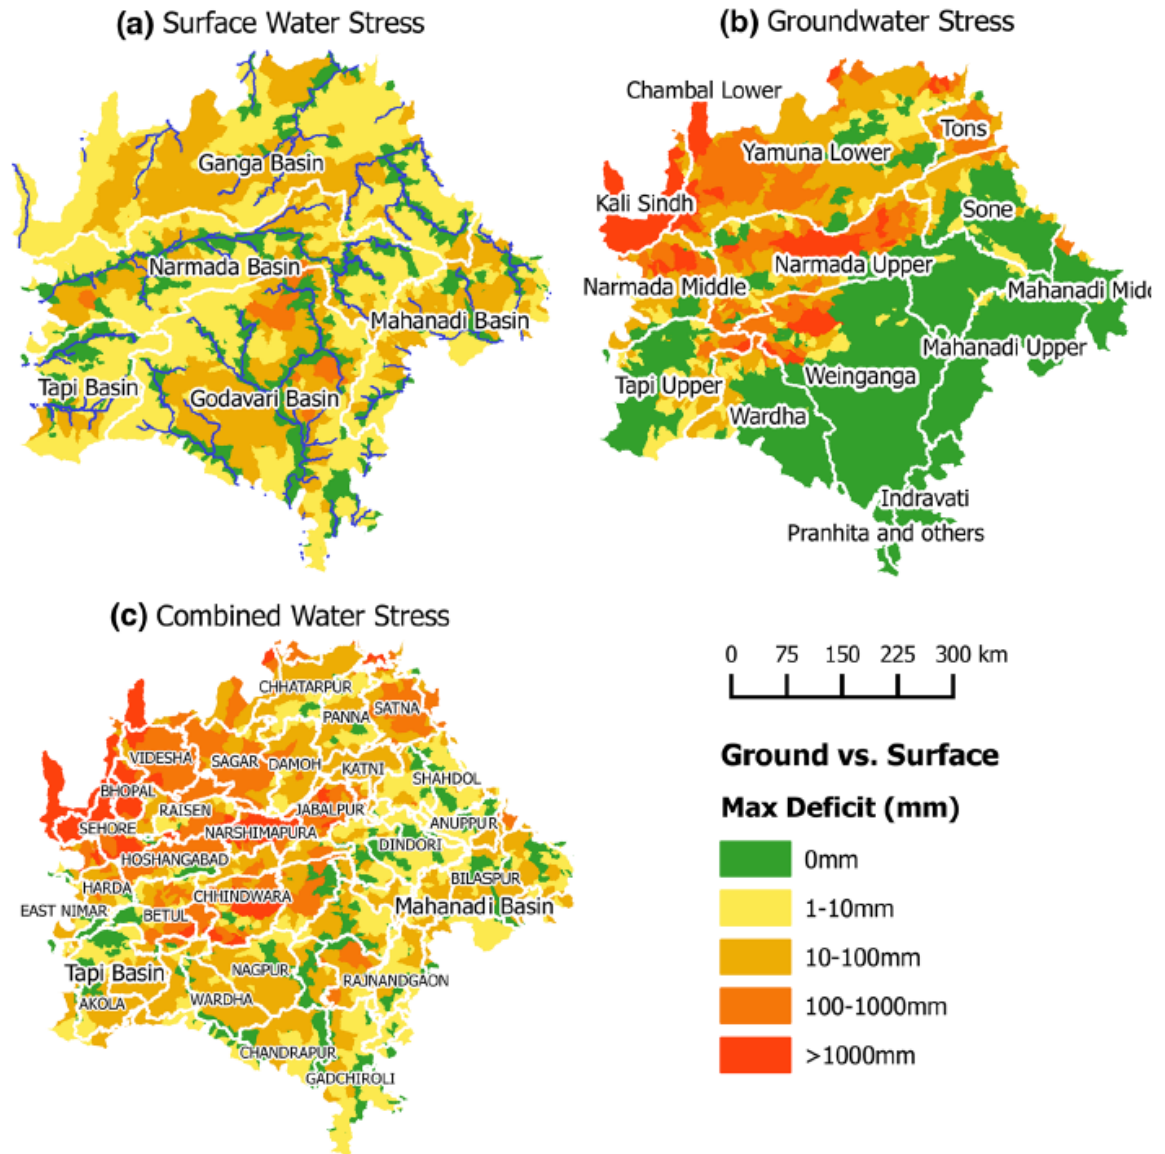 (a) Surface Water Stress
Ganga Basin
Narmada Basin
Mahanadi Basin
Tapi Basin
Godavari Basin
(b) Groundwater Stress
Chambal Lower
Tons
Yamuna Lower
Kali Sindh
Sone
Narmada Upper
Narmada Middle
Mahanadi Midd
Mahanadi Upper
Weinganga
Tapi Upper
Wardha
Indravati
Pranhita and others
(c) Combined Water Stress
CHHATARPUR
PANNA
SATNA
VIDESHA
SAGAR
DAMOH
KATNI
SHAHDOL
BHOPAL
RAISEN
JABALPUR
SEHORE
NARSHIMAPURA
ANUPPUR
HOSHANGABAD
DINDORI
HARDA
CHHINDWARA
BILASPUR
EAST NIMAR
BETUL
Mahanadi Basin
Tapi Basin
NAGPUR
RAJNANDGAON
AKOLA
WARDHA
CHANDRAPUR
GADCHIROLI
0 75 150 225 300 km
Ground vs. Surface
Max Deficit (mm)
0mm
1-10mm
10-100mm
100-1000mm
>1000mm